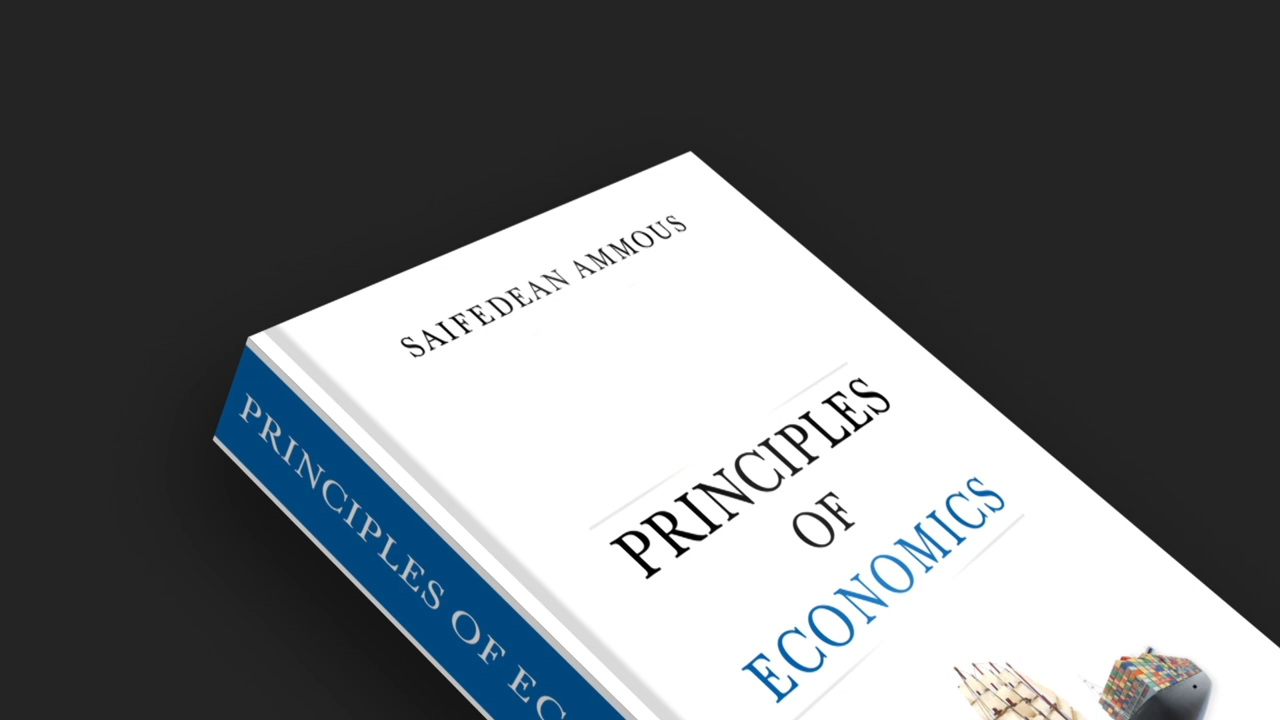 SAIFEDEAN AMMOUS
PRINCIPLES
OF
ECONOMICS
PRINCIPLES OF EC